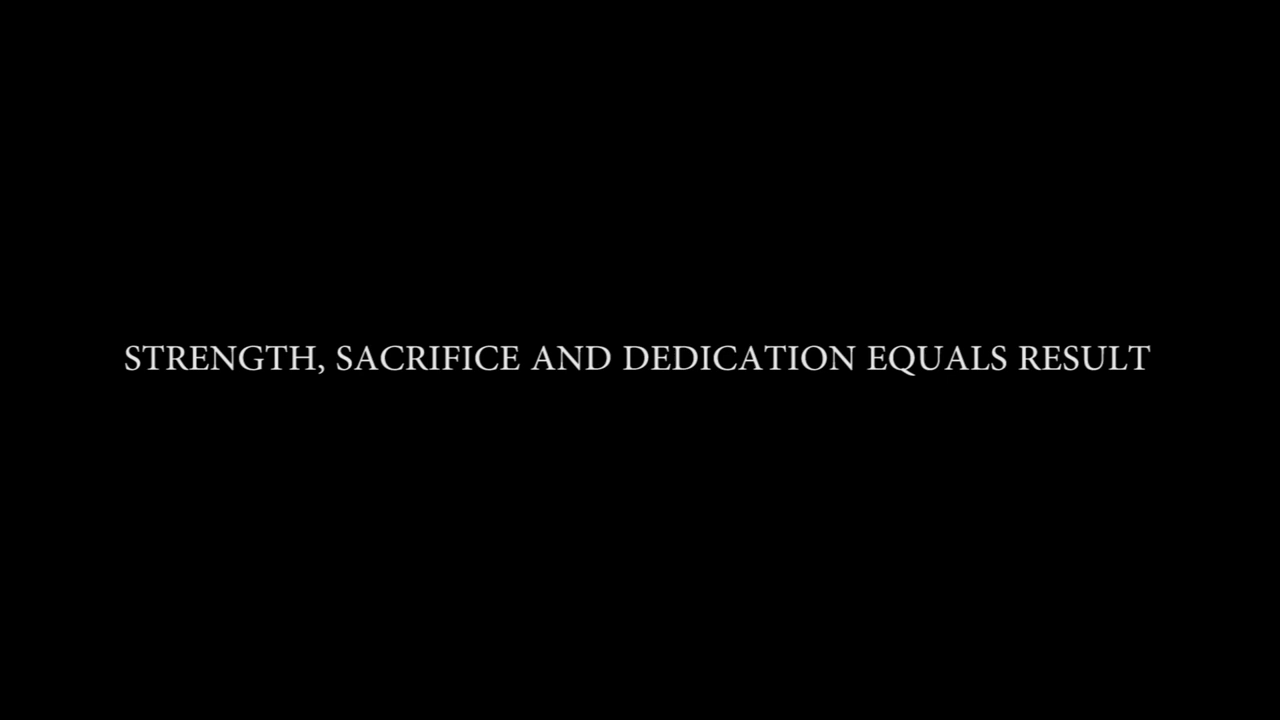 STRENGTH, SACRIFICE AND DEDICATION EQUALS RESULT